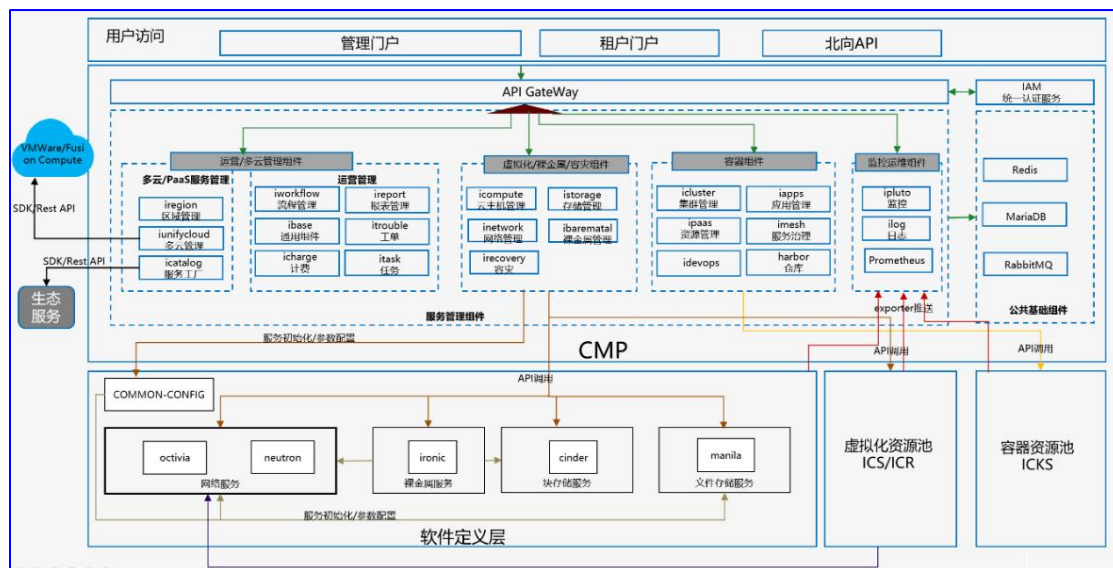 用户访问
管理门户
租户门户
北向API
API GateWay
IAM
统一认证服务
VMWare/Fusi
on Compute
SDK/Rest API
SDK/Rest API
生态
服务
运营/多云管理组件
多云/PaaS服务管理
iregion
区域管理
iunifycloud
多云管理
icatalog
服务工厂
运营管理
iworkflow
流程管理
ireport
报表管理
ibase
通用组件
itrouble
工单
icharge
计费
itask
任务
虚拟化/裸金属/容灾组件
icompute
云主机管理
istorage
存储管理
inetwork
网络管理
ibarematal
裸金属管理
irecovery
容灾
容器组件
icluster
集群管理
iapps
应用管理
ipaas
资源管理
imesh
服务治理
idevops
harbor
仓库
监控运维组件
ipluto
监控
ilog
日志
Prometheus
Redis
MariaDB
RabbitMQ
公共基础组件
服务管理组件
exporter推送
服务初始化/参数配置
CMP
API调用
API调用
API调用
COMMON-CONFIG
octavia
neutron
网络服务
ironic
裸金属服务
cinder
块存储服务
manila
文件存储服务
服务初始化/参数配置
软件定义层
虚拟化资源池
ICS/ICR
容器资源池
ICKS